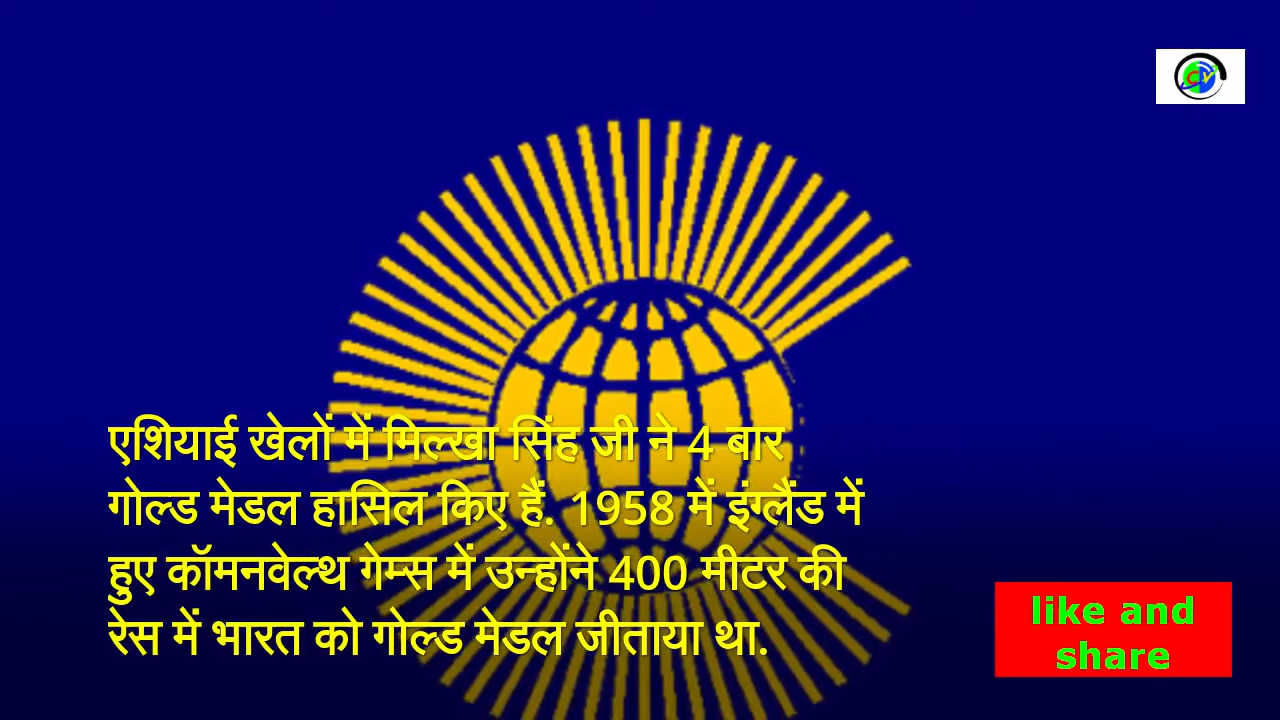 एशियाई खेलों में मिल्खा सिंह जी ने 4 बार
गोल्ड मेडल हासिल किए हैं. 1958 में इंग्लैंड में
हुए कॉमनवेल्थ गेम्स में उन्होंने 400 मीटर की
रेस में भारत को गोल्ड मेडल जीताया था.
like and
share